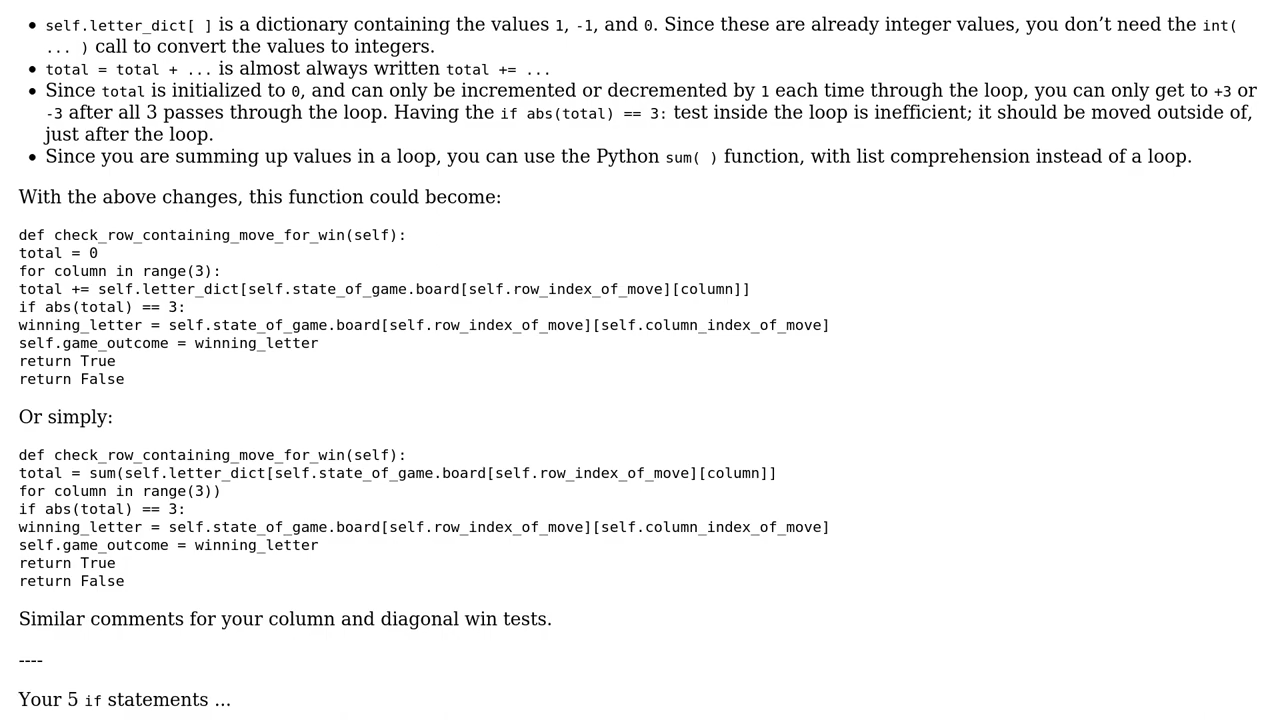 • self.letter_dict[ ] is a dictionary containing the values 1, -1, and 0. Since these are already integer values, you don’t need the int(
... ) call to convert the values to integers.
• total = total + ... is almost always written total += ...
• Since total is initialized to 0, and can only be incremented or decremented by 1 each time through the loop, you can only get to +3 or
-3 after all 3 passes through the loop. Having the if abs(total) == 3: test inside the loop is inefficient; it should be moved outside of,
just after the loop.
• Since you are summing up values in a loop, you can use the Python sum( ) function, with list comprehension instead of a loop.
With the above changes, this function could become:
def check_row_containing_move_for_win(self):
total = 0
for column in range(3):
total += self.letter_dict[self.state_of_game.board[self.row_index_of_move][column]]
if abs(total) == 3:
winning_letter = self.state_of_game.board[self.row_index_of_move][self.column_index_of_move]
self.game_outcome = winning_letter
return True
return False
Or simply:
def check_row_containing_move_for_win(self):
total = sum(self.letter_dict[self.state_of_game.board[self.row_index_of_move][column]]
for column in range(3))
if abs(total) == 3:
winning_letter = self.state_of_game.board[self.row_index_of_move][self.column_index_of_move]
self.game_outcome = winning_letter
return True
return False
Similar comments for your column and diagonal win tests.
----
Your 5 if statements ...